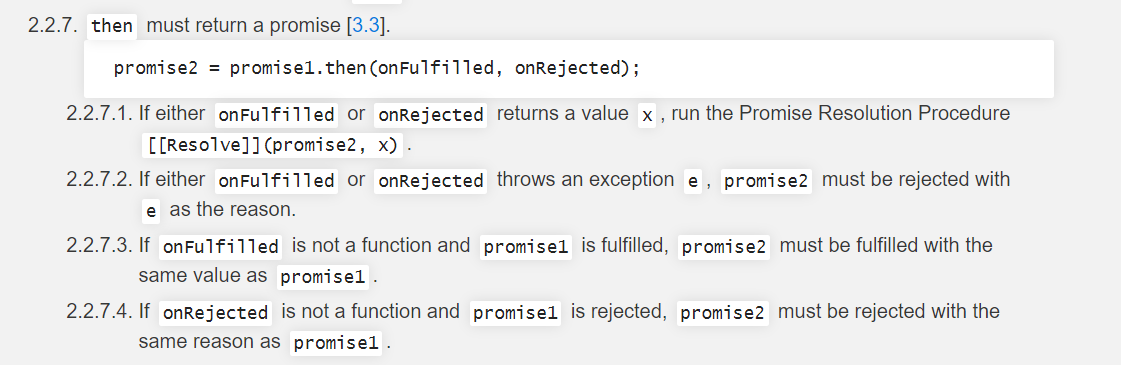 2.2.7. then must return a promise [3.3].
promise2 = promise1.then(onFulfilled, onRejected);
2.2.7.1. If either onFulfilled or onRejected returns a value x , run the Promise Resolution Procedure
[[Resolve]](promise2, x) .
2.2.7.2. If either onFulfilled or onRejected throws an exception e , promise2 must be rejected with
e as the reason.
2.2.7.3. If onFulfilled is not a function and promise1 is fulfilled, promise2 must be fulfilled with the
same value as promise1 .
2.2.7.4. If onRejected is not a function and promise1 is rejected, promise2 must be rejected with the
same reason as promise1 .